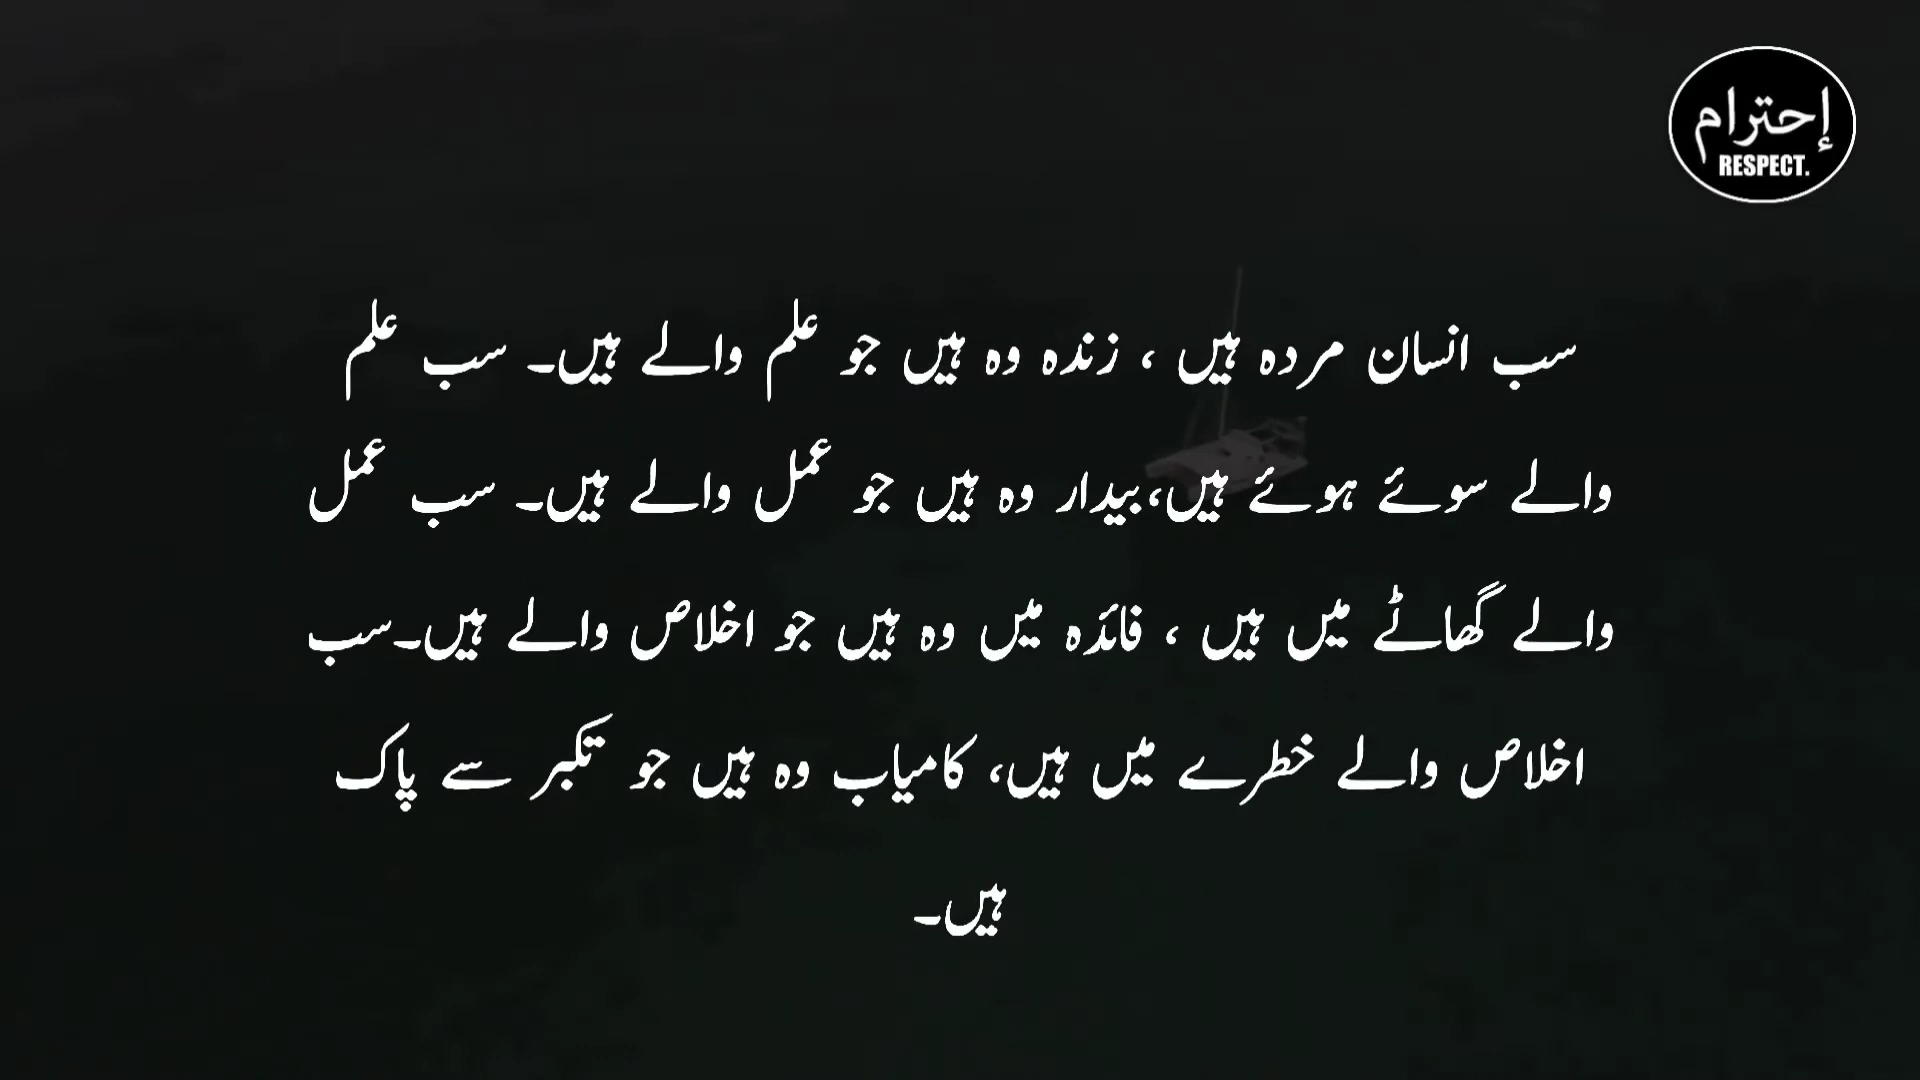 إحترام
RESPECT.
سب انسان مردہ ہیں ، زندہ وہ ہیں جو علم والے ہیں۔ سب علم
والے سوئے ہوئے ہیں،بیدار وہ ہیں جو عمل والے ہیں۔ سب عمل
والے گھاٹے میں ہیں ، فائدہ میں وہ ہیں جو اخلاص والے ہیں۔سب
اخلاص والے خطرے میں ہیں، کامیاب وہ ہیں جو تکبر سے پاک
ہیں۔